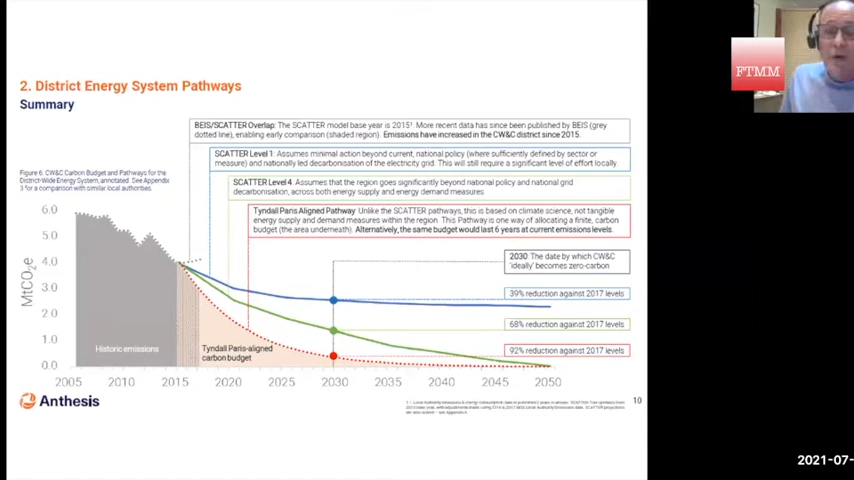 2. District Energy System Pathways
Summary
BEIS/SCATTER Overlap: The SCATTER model base year is 2015¹. More recent data has since been published by BEIS (grey
dotted line), enabling early comparison (shaded region). Emissions have increased in the CW&C district since 2015.
SCATTER Level 1: Assumes minimal action beyond current, national policy (where sufficiently defined by sector or
measure) and nationally led decarbonisation of the electricity grid. This will still require a significant level of effort locally.
SCATTER Level 4: Assumes that the region goes significantly beyond national policy and national grid
decarbonisation, across both energy supply and energy demand measures.
Tyndall Paris Aligned Pathway: Unlike the SCATTER pathways, this is based on climate science, not tangible
energy supply and demand measures within the region. This Pathway is one way of allocating a finite, carbon
budget (the area underneath). Alternatively, the same budget would last 6 years at current emissions levels.
Figure 6. CW&C Carbon Budget and Pathways for the
District-Wide Energy System, annotated. See Appendix
3 for a comparison with similar local authorities.
2030 The date by which CW&C
'ideally' becomes zero-carbon
39% reduction against 2017 levels
68% reduction against 2017 levels
92% reduction against 2017 levels
MtCO₂e
6.0
5.0
4.0
3.0
2.0
1.0
0.0
Historic emissions
Tyndall Paris-aligned
carbon budget
2005 2010 2015 2020 2025 2030 2035 2040 2045 2050
Anthesis
10
FTMM
2021-07-